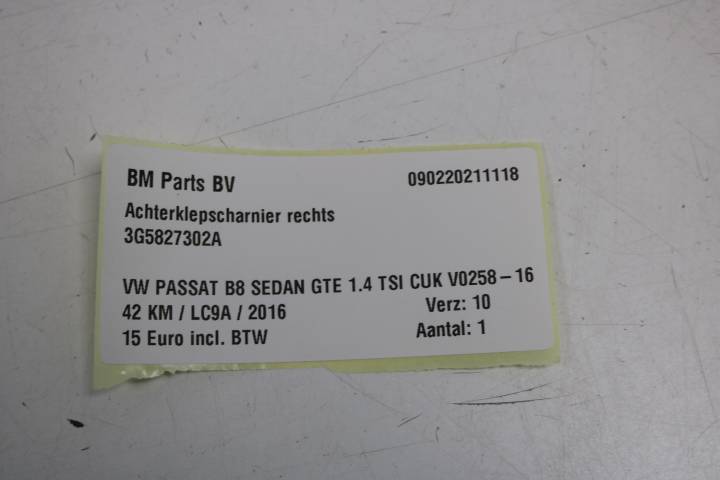 BM Parts BV 090220211118
Achterklepscharnier rechts
3G5827302A
VW PASSAT B8 SEDAN GTE 1.4 TSI CUK V0258-16
42 KM / LC9A / 2016 Verz: 10
15 Euro incl. BTW Aantal: 1